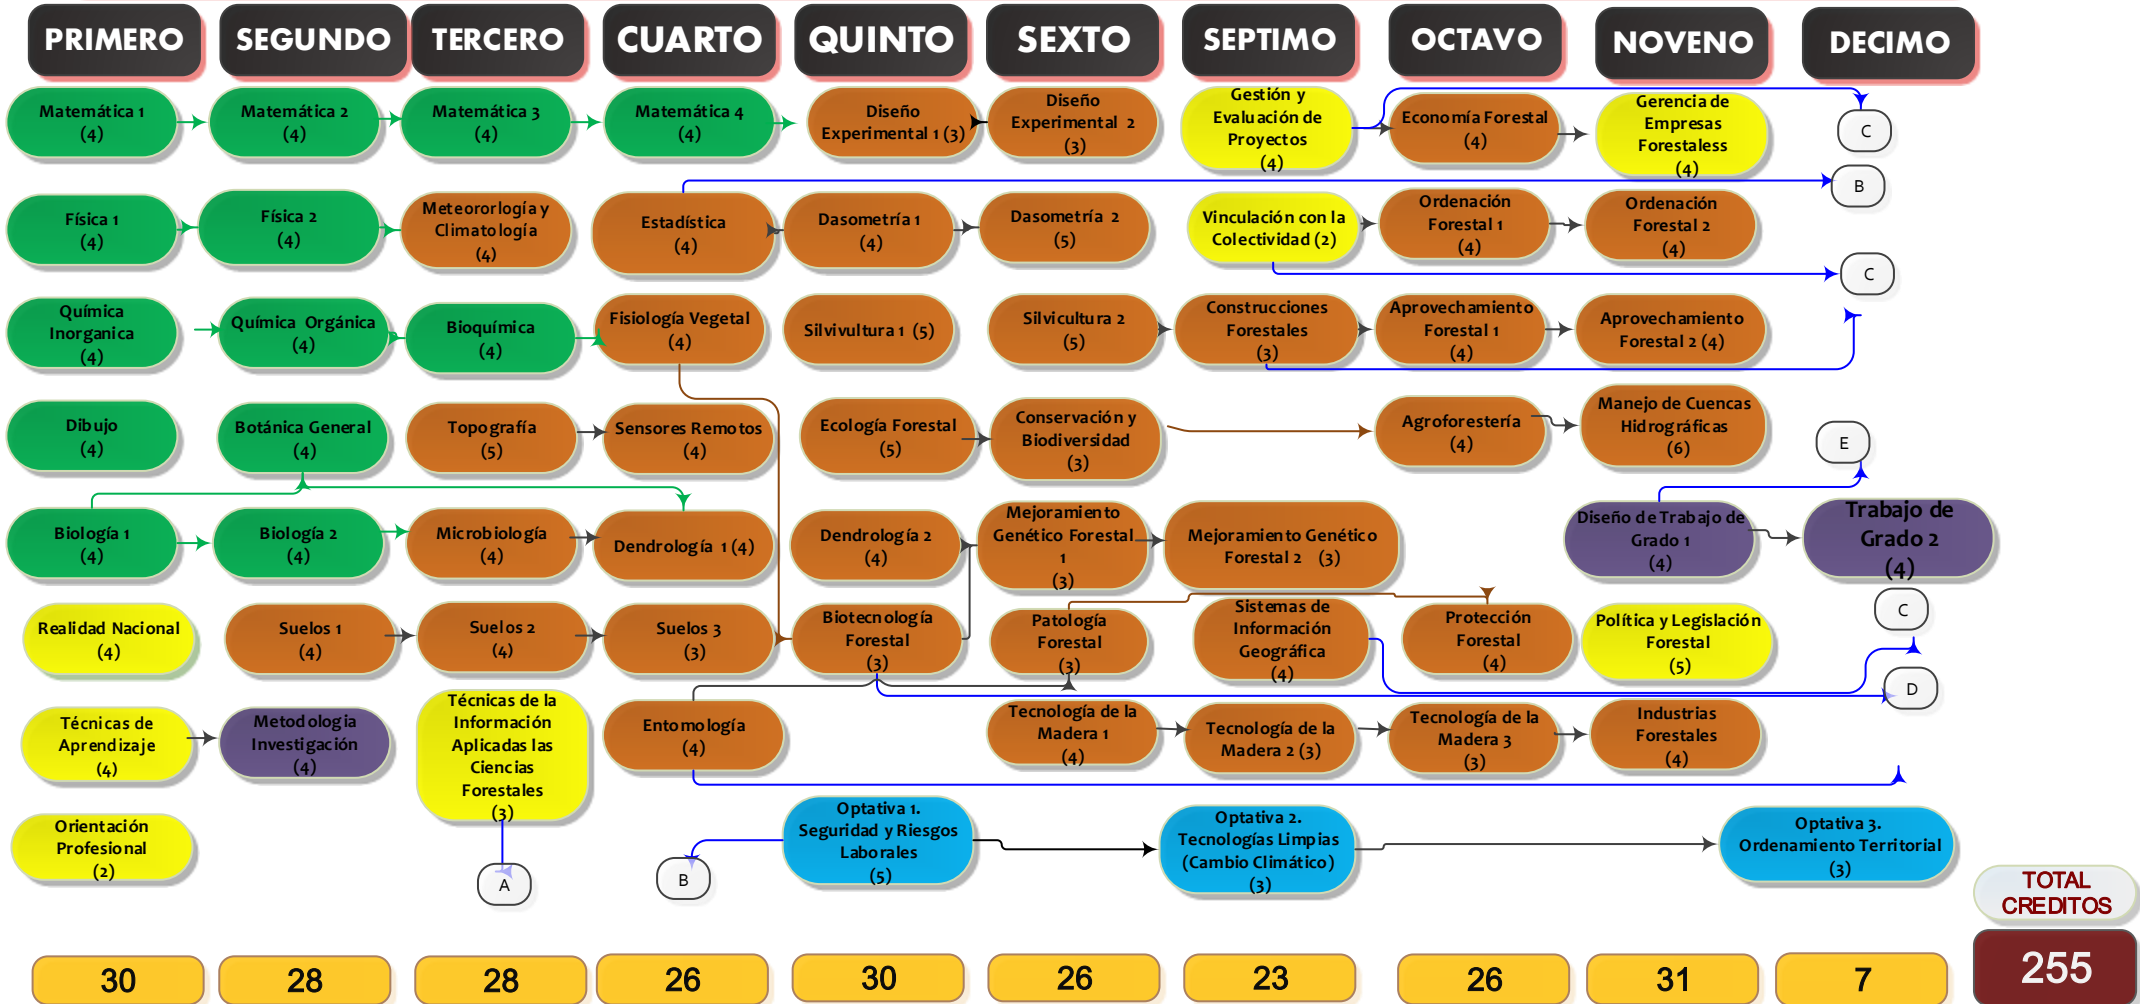 PRIMERO
SEGUNDO
TERCERO
CUARTO
QUINTO
SEXTO
SEPTIMO
OCTAVO
NOVENO
DECIMO
Matemática 1
(4)
Matemática 2
(4)
Matemática 3
(4)
Matemática 4
(4)
Diseño
Experimental 1 (3)
Diseño
Experimental 2
(3)
Gestión y
Evaluación de
Proyectos
(4)
Economía Forestal
(4)
Gerencia de
Empresas
Forestaless
(4)
C
B
Física 1
(4)
Física 2
(4)
Meteororlogía y
Climatología
(4)
Estadística
(4)
Dasometría 1
(4)
Dasometría 2
(5)
Vinculación con la
Colectividad (2)
Ordenación
Forestal 1
(4)
Ordenación
Forestal 2
(4)
C
Química
Inorganica
(4)
Química Orgánica
(4)
Bioquímica
(4)
Fisiología Vegetal
(4)
Silvivultura 1 (5)
Silvicultura 2
(5)
Construcciones
Forestales
(3)
Aprovechamiento
Forestal 1
(4)
Aprovechamiento
Forestal 2 (4)
Dibujo
(4)
Botánica General
(4)
Topografía
(5)
Sensores Remotos
(4)
Ecología Forestal
(5)
Conservación y
Biodiversidad
(3)
Agroforestería
(4)
Manejo de Cuencas
Hidrográficas
(6)
E
Biología 1
(4)
Biología 2
(4)
Microbiología
(4)
Dendrología 1 (4)
Dendrología 2
(4)
Mejoramiento
Genético Forestal
1
(3)
Mejoramiento Genético
Forestal 2 (3)
Diseño de Trabajo de
Grado 1
(4)
Trabajo de
Grado 2
(4)
Realidad Nacional
(4)
Suelos 1
(4)
Suelos 2
(4)
Suelos 3
(3)
Biotecnología
Forestal
(3)
Patología
Forestal
(3)
Sistemas de
Información
Geográfica
(4)
Protección
Forestal
(4)
Política y Legislación
Forestal
(5)
C
D
Técnicas de
Aprendizaje
(4)
Metodologia
Investigación
(4)
Técnicas de la
Información
Aplicadas las
Ciencias
Forestales
(3)
Entomología
(4)
Tecnología de la
Madera 1
(4)
Tecnología de la
Madera 2 (3)
Tecnología de la
Madera 3
(3)
Industrias
Forestales
(4)
Orientación
Profesional
(2)
A
B
Optativa 1.
Seguridad y Riesgos
Laborales
(5)
Optativa 2.
Tecnologías Limpias
(Cambio Climático)
(3)
Optativa 3.
Ordenamiento Territorial
(3)
TOTAL
CREDITOS
30
28
28
26
30
26
23
26
31
7
255